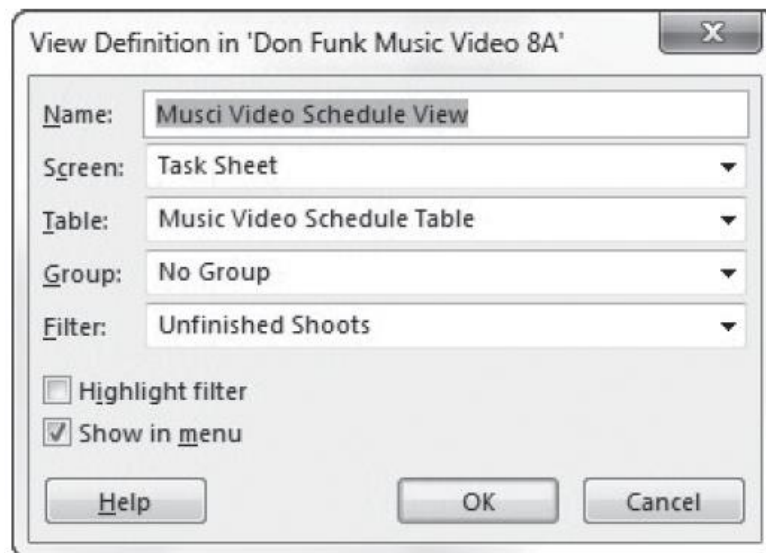 View Definition in 'Don Funk Music Video 8A'
Name: Musci Video Schedule View
Screen: Task Sheet
Table: Music Video Schedule Table
Group: No Group
Filter: Unfinished Shoots
Highlight filter
Show in menu
Help OK Cancel